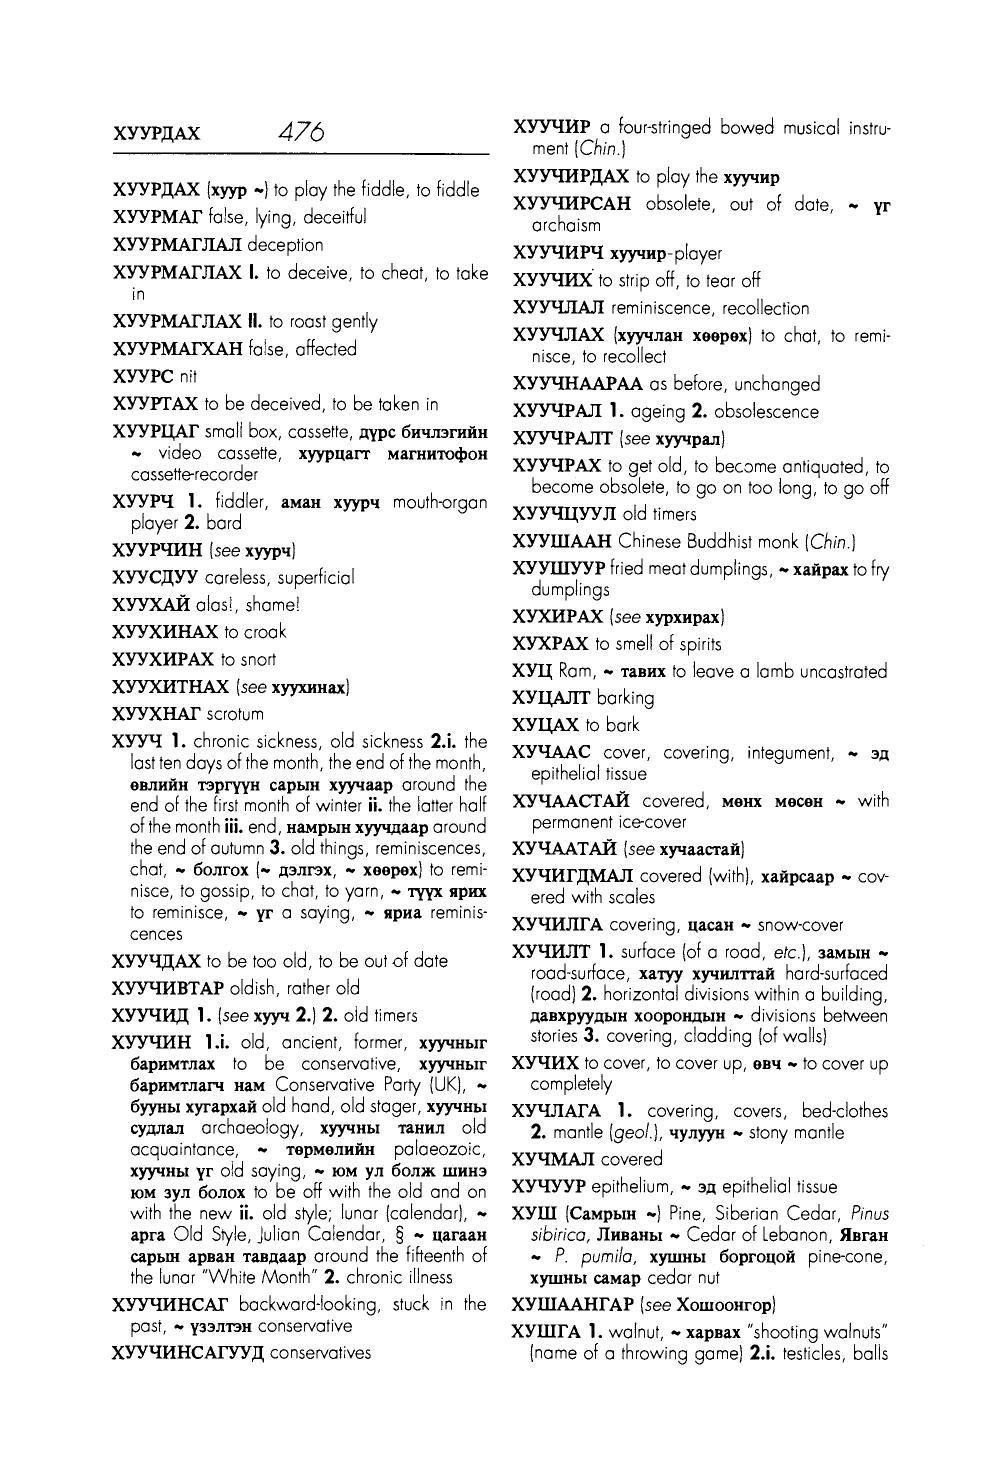 ХУУРДАХ 476
ХУУРДАХ (хуур ~) to play the fiddle, to fiddle
ХУУРМАГ false, lying, deceitful
ХУУРМАГЛАЛ deception
ХУУРМАГЛАХ I. to deceive, to cheat, to take
in
ХУУРМАГЛАХ II. to roast gently
ХУУРМАГХАН false, affected
ХУУРС nit
ХУУРТАХ to be deceived, to be taken in
ХУУРЦАГ small box, cassette, дүрс бичлэгийн
~ video cassette, хуурцагт магнитофон
cassette-recorder
ХУУРЧ 1. fiddler, аман хуурч mouth-organ
player 2. bard
ХУУРЧИН (see хуурч)
ХУУСДУУ careless, superficial
ХУУХАЙ alas!, shame!
ХУУХИНАХ to croak
ХУУХИРАХ to snort
ХУУХИТНАХ (see хуухинах)
ХУУХНАГ scrotum
ХУУЧ 1. chronic sickness, old sickness 2.i. the
last ten days of the month, the end of the month,
өвлийн тэргүүн сарын хуучаар around the
end of the first month of winter ii. the latter half
of the month iii. end, намрын хуучдаар around
the end of autumn 3. old things, reminiscences,
chat, ~ болгох (~ дэлгэх, ~ хөөрөх) to remi-
nisce, to gossip, to chat, to yarn, ~ түүх ярих
to reminisce, ~ үг a saying, ~ яриа reminis-
cences
ХУУЧДАХ to be too old, to be out of date
ХУУЧИВТАР oldish, rather old
ХУУЧИД 1. (see хууч 2.) 2. old timers
ХУУЧИН 1.i. old, ancient, former, хуучныг
баримтлах to be conservative, хуучныг
баримтлагч нам Conservative Party (UK), ~
бууны хугархай old hand, old stager, хуучны
судлал archaeology, хуучны танил old
acquaintance, ~ төрмөлийн palaeozoic,
хуучны үг old saying, ~ юм ул болж шинэ
юм зул болох to be off with the old and on
with the new ii. old style; lunar (calendar), ~
арга Old Style, Julian Calendar, § ~ цагаан
сарын арван тавдаар around the fifteenth of
the lunar "White Month" 2. chronic illness
ХУУЧИНСАГ backward-looking, stuck in the
past, ~ үзэлтэн conservative
ХУУЧИНСАГУУД conservatives
ХУУЧИР a four-stringed bowed musical instru-
ment (Chin.)
ХУУЧИРДАХ to play the хуучир
ХУУЧИРСАН obsolete, out of date, ~ үг
archaism
ХУУЧИРЧ хуучир-player
ХУУЧИХ to strip off, to tear off
ХУУЧЛАЛ reminiscence, recollection
ХУУЧЛАХ (хуучлан хөөрөх) to chat, to remi-
nisce, to recollect
ХУУЧНААРАА as before, unchanged
ХУУЧРАЛ 1. ageing 2. obsolescence
ХУУЧРАЛТ (see хуучрал)
ХУУЧРАХ to get old, to become antiquated, to
become obsolete, to go on too long, to go off
ХУУЧЦУУЛ old timers
ХУУШААН Chinese Buddhist monk (Chin.)
ХУУШУУР fried meat dumplings, ~ хайрах to fry
dumplings
ХУХИРАХ (see хурхирах)
ХУХРАХ to smell of spirits
ХУЦ Ram, ~ тавих to leave a lamb uncastrated
ХУЦАЛТ barking
ХУЦАХ to bark
ХУЧААС cover, covering, integument, ~ эд
epithelial tissue
ХУЧААСТАЙ covered, мөнх мөсөн ~ with
permanent ice-cover
ХУЧААТАЙ (see хучаастай)
ХУЧИГДМАЛ covered (with), хайрсаар ~ cov-
ered with scales
ХУЧИЛГА covering, цасан ~ snow-cover
ХУЧИЛТ 1. surface (of a road, etc.), замын ~
road-surface, хатуу хучилттай hard-surfaced
(road) 2. horizontal divisions within a building,
давхруудын хоорондын ~ divisions between
stories 3. covering, cladding (of walls)
ХУЧИХ to cover, to cover up, өвч ~ to cover up
completely
ХУЧЛАГА 1. covering, covers, bed-clothes
2. mantle (geol.), чулуун ~ stony mantle
ХУЧМАЛ covered
ХУЧУУР epithelium, ~ эд epithelial tissue
ХУШ (Самрын ~) Pine, Siberian Cedar, Pinus
sibirica, Ливаны ~ Cedar of Lebanon, Явган
~ P. pumila, хушны боргоцой pine-cone,
хушны самар cedar nut
ХУШААНГАР (see Хошоонгор)
ХУШГА 1. walnut, ~ харвах "shooting walnuts"
(name of a throwing game) 2.i. testicles, balls